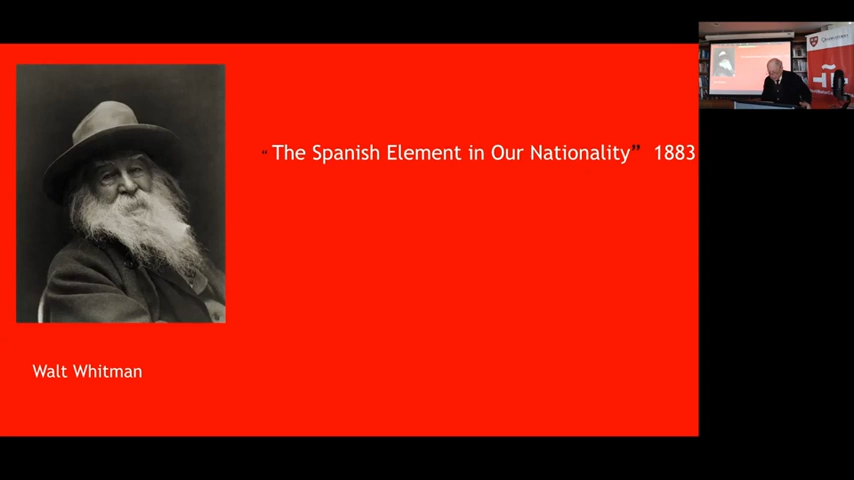 “ The Spanish Element in Our Nationality” 1883
Walt Whitman